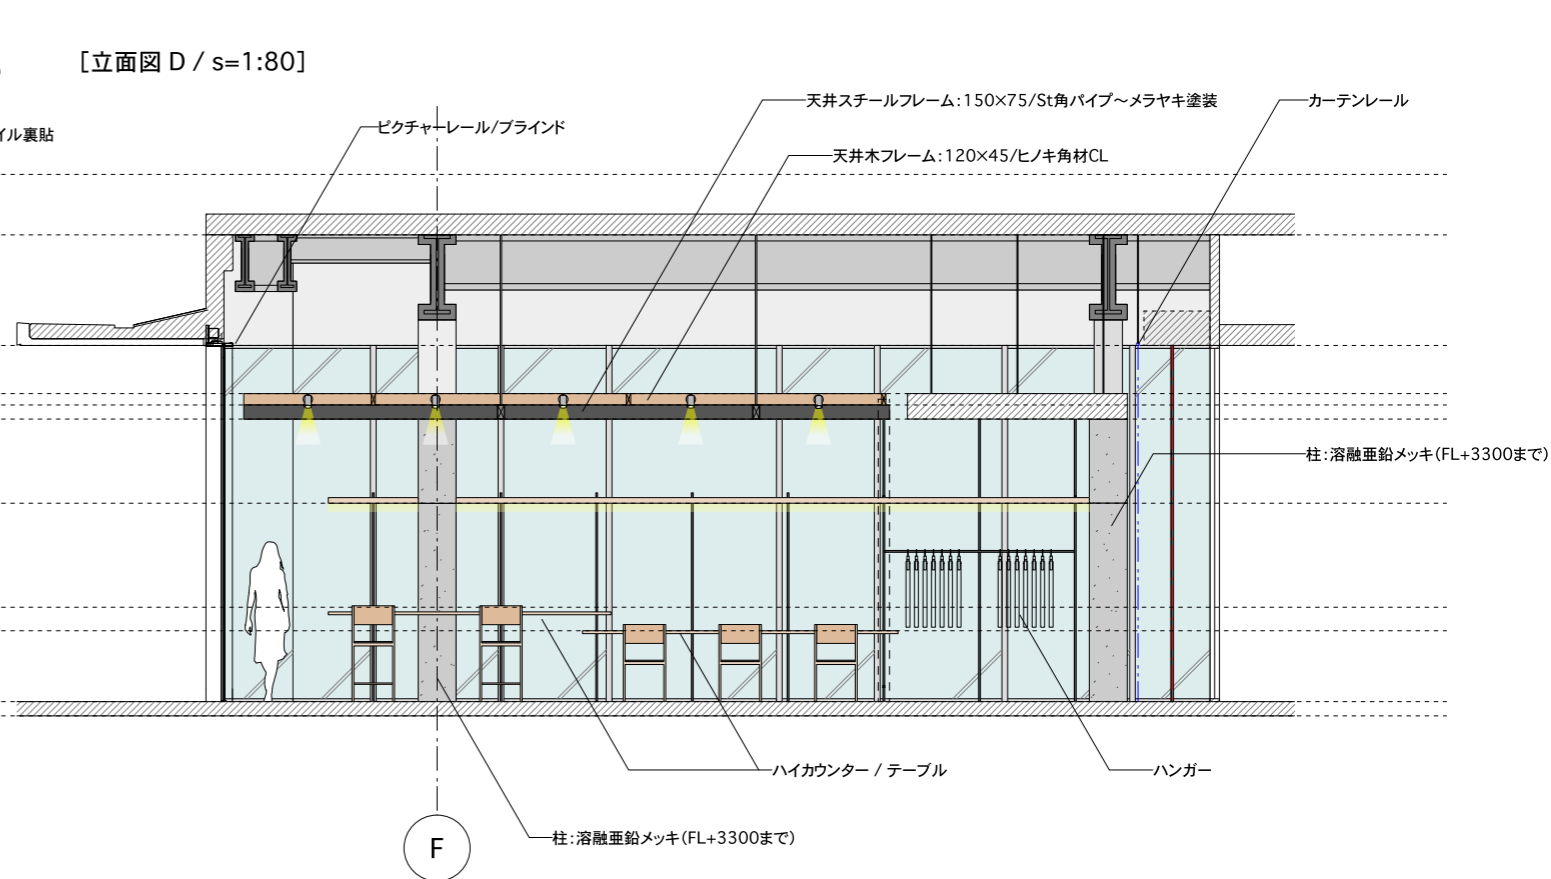 [立面図 D / s=1:80]
イル裏貼
ピクチャーレール/ブラインド
天井スチールフレーム:150×75/St角パイプ～メラヤキ塗装
天井木フレーム:120×45/ヒノキ角材CL
カーテンレール
柱:溶融亜鉛メッキ(FL+3300まで)
ハイカウンター / テーブル
ハンガー
柱:溶融亜鉛メッキ(FL+3300まで)
F